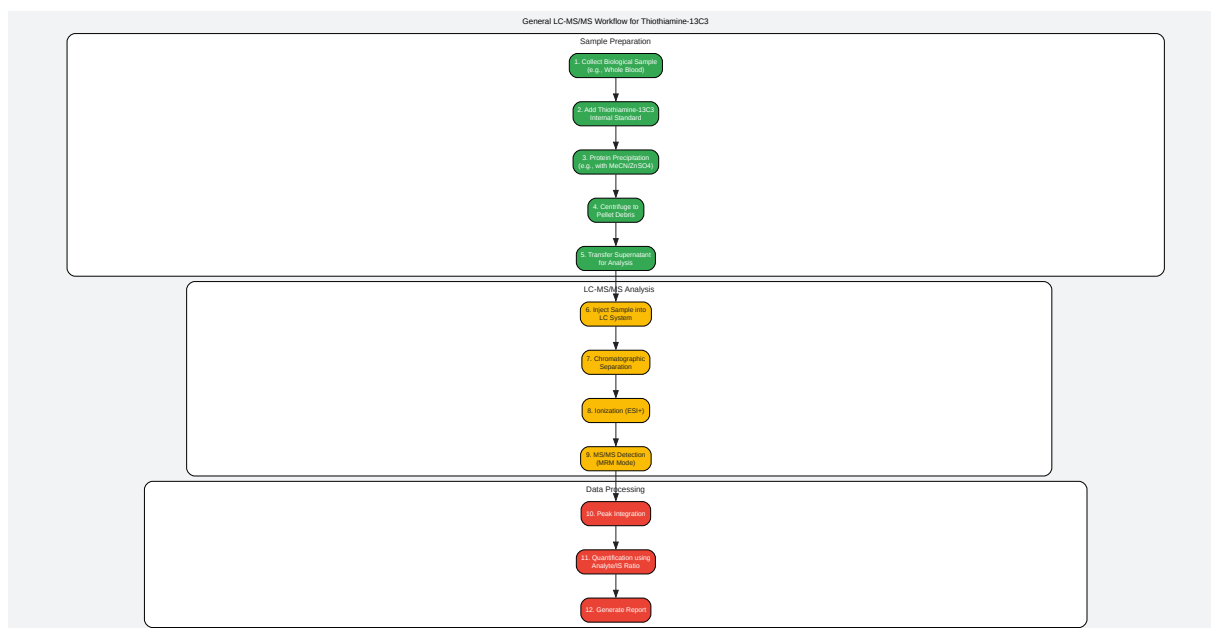 General LC-MS/MS Workflow for Thiothiamine-13C3
Sample Preparation
1. Collect Biological Sample
(e.g., Whole Blood)
2. Add Thiothiamine-13C3
Internal Standard
3. Protein Precipitation
(e.g., with MeCN/ZnSO4)
4. Centrifuge to
Pellet Debris
5. Transfer Supernatant
for Analysis
LC-MS/MS Analysis
6. Inject Sample into
LC System
7. Chromatographic
Separation
8. Ionization (ESI+)
9. MS/MS Detection
(MRM Mode)
Data Processing
10. Peak Integration
11. Quantification using
Analyte/IS Ratio
12. Generate Report